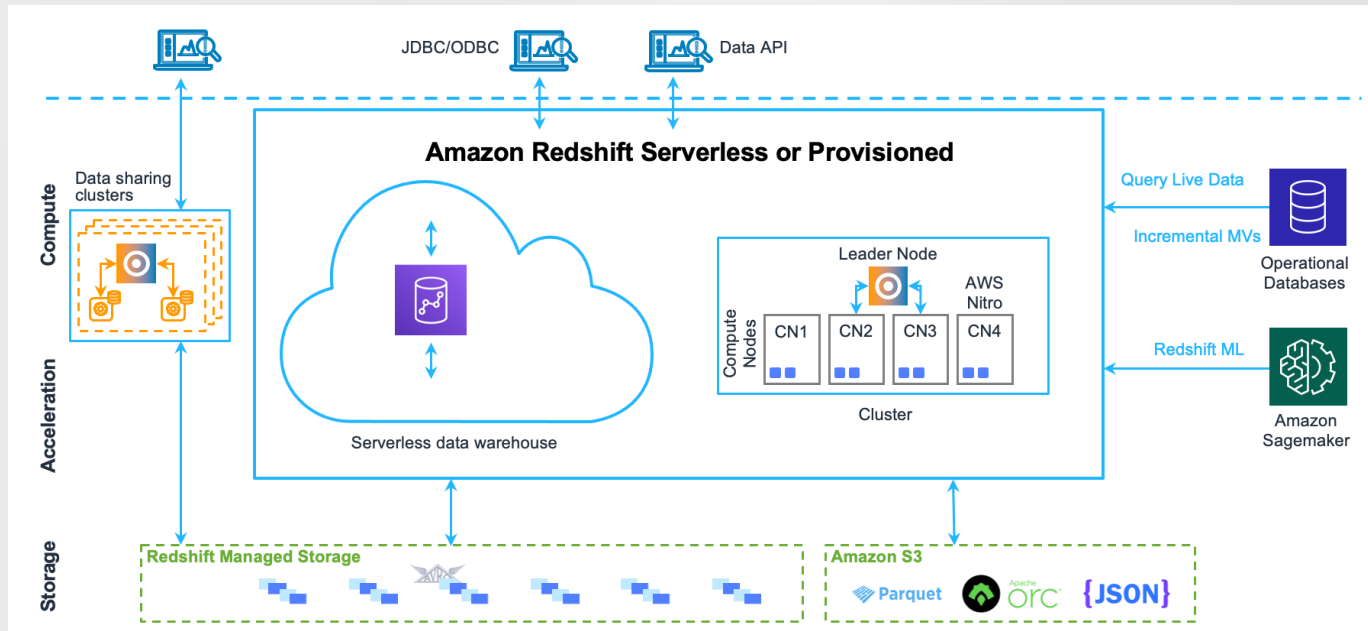 JDBC/ODBC
Data API
Amazon Redshift Serverless or Provisioned
Data sharing
clusters
Compute
Query Live Data
Incremental MVs
Operational
Databases
Leader Node
AWS
Nitro
Compute
Nodes
CN1
CN2
CN3
CN4
Cluster
Serverless data warehouse
Redshift ML
Amazon
Sagemaker
Acceleration
Storage
Redshift Managed Storage
Amazon S3
Parquet
Apache
orc
{JSON}